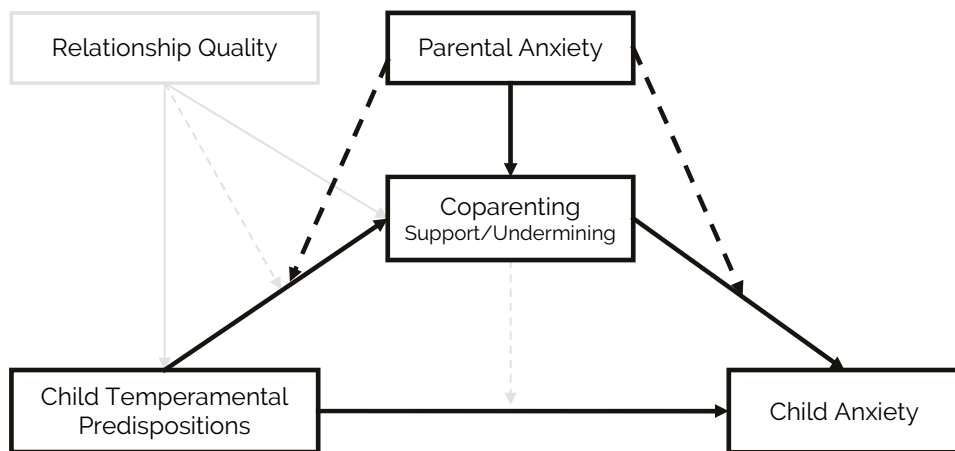 Relationship Quality
Parental Anxiety
Coparenting
Support/Undermining
Child Temperamental
Predispositions
Child Anxiety